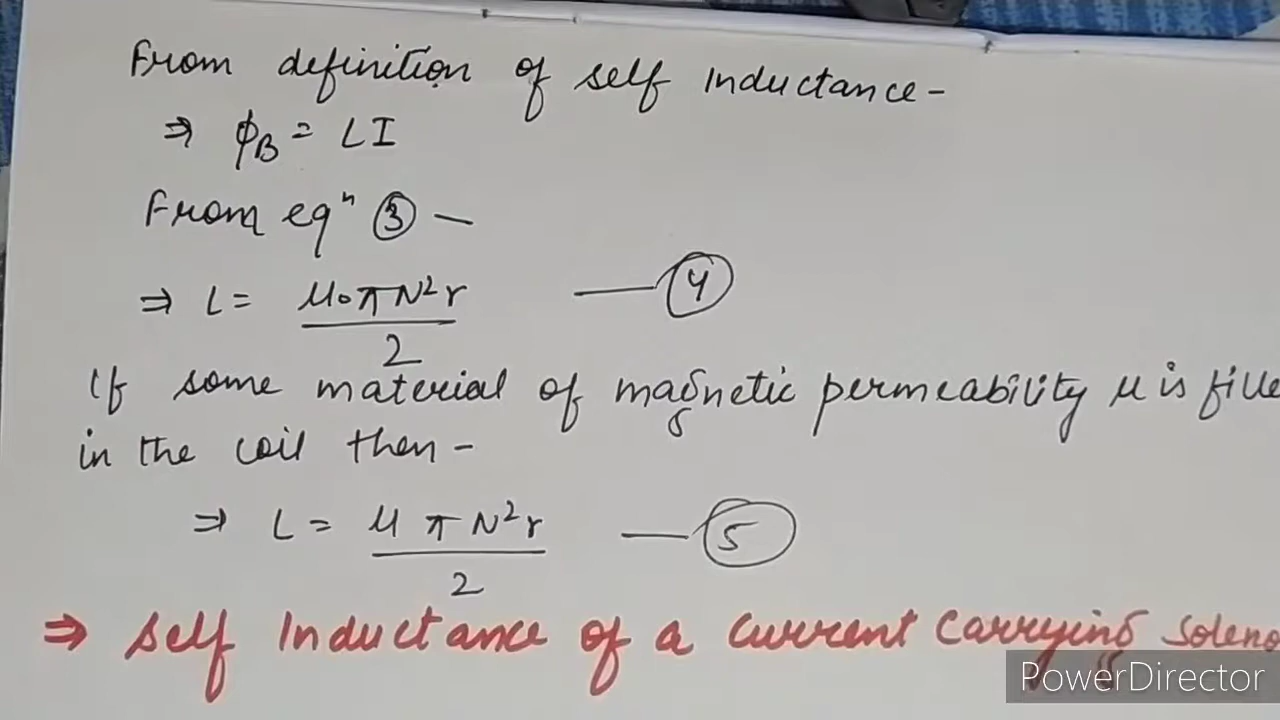 From definition of self Inductance-
⇒ ϕB = LI
From eqⁿ ③ —
⇒ L = μ₀πN²r / 2 —— ④
If some material of magnetic permeability μ is fille
in the coil then -
⇒ L = μ π N²r / 2 —— ⑤
⇒ Self Inductance of a current carrying soleno
PowerDirector